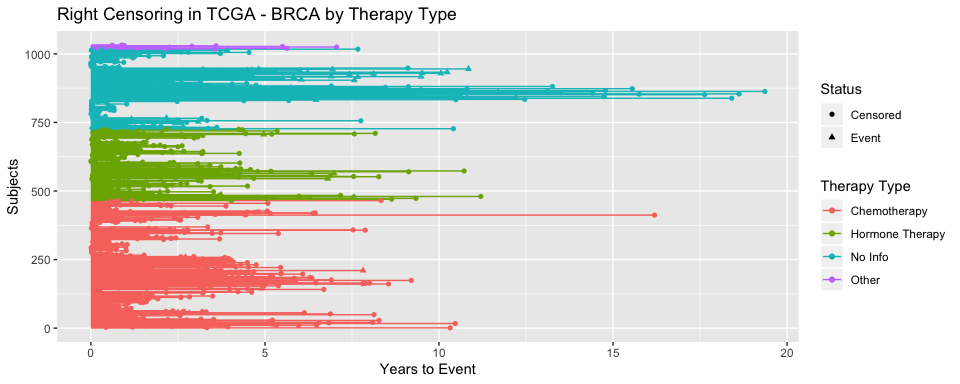 Right Censoring in TCGA - BRCA by Therapy Type
1000
750
500
250
0
Subjects
0
5
10
15
20
Years to Event
Status
Censored
Event
Therapy Type
Chemotherapy
Hormone Therapy
No Info
Other